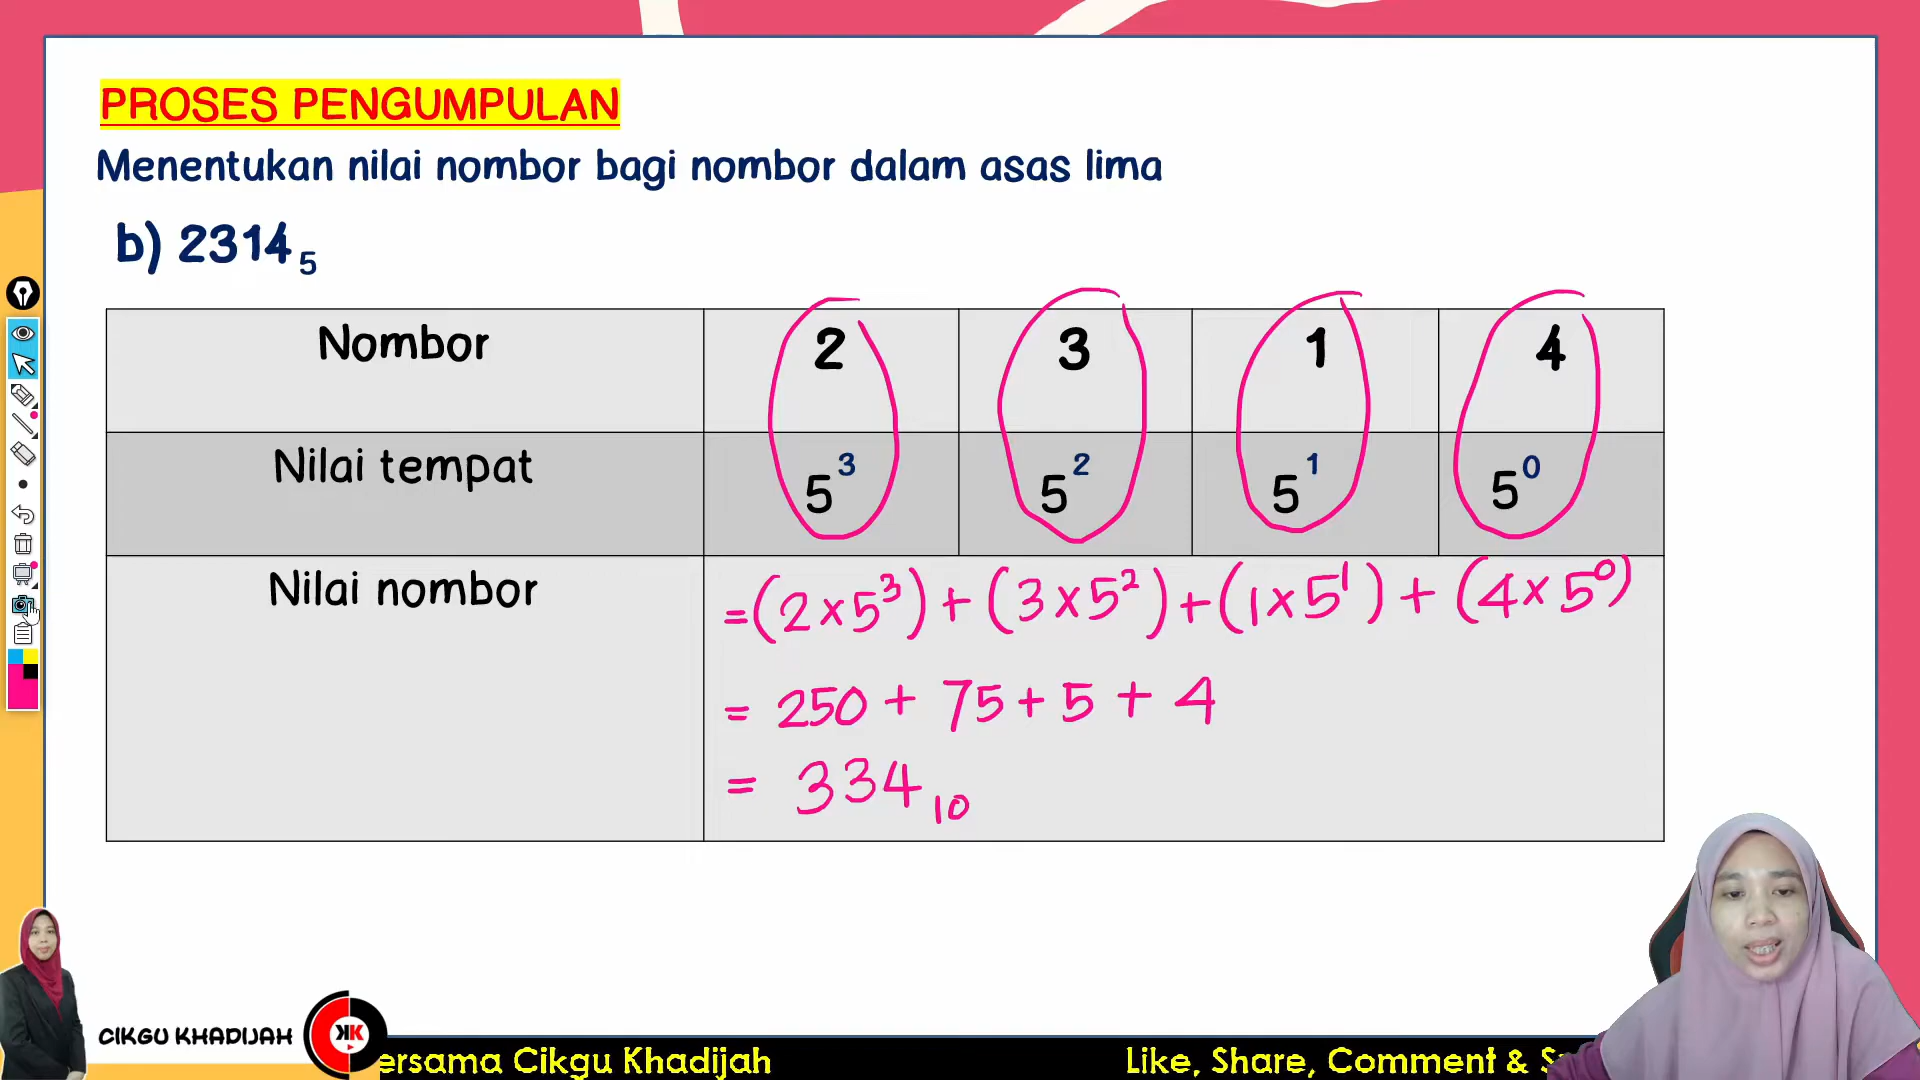 PROSES PENGUMPULAN
Menentukan nilai nombor bagi nombor dalam asas lima
b) 2314₅
Nombor 2 3 1 4
Nilai tempat 5³ 5² 5¹ 5⁰
Nilai nombor =(2×5³)+(3×5²)+(1×5¹)+(4×5⁰)
= 250 + 75 + 5 + 4
= 334₁₀
CIKGU KHADIJAH KK
ersama Cikgu Khadijah Like, Share, Comment & S